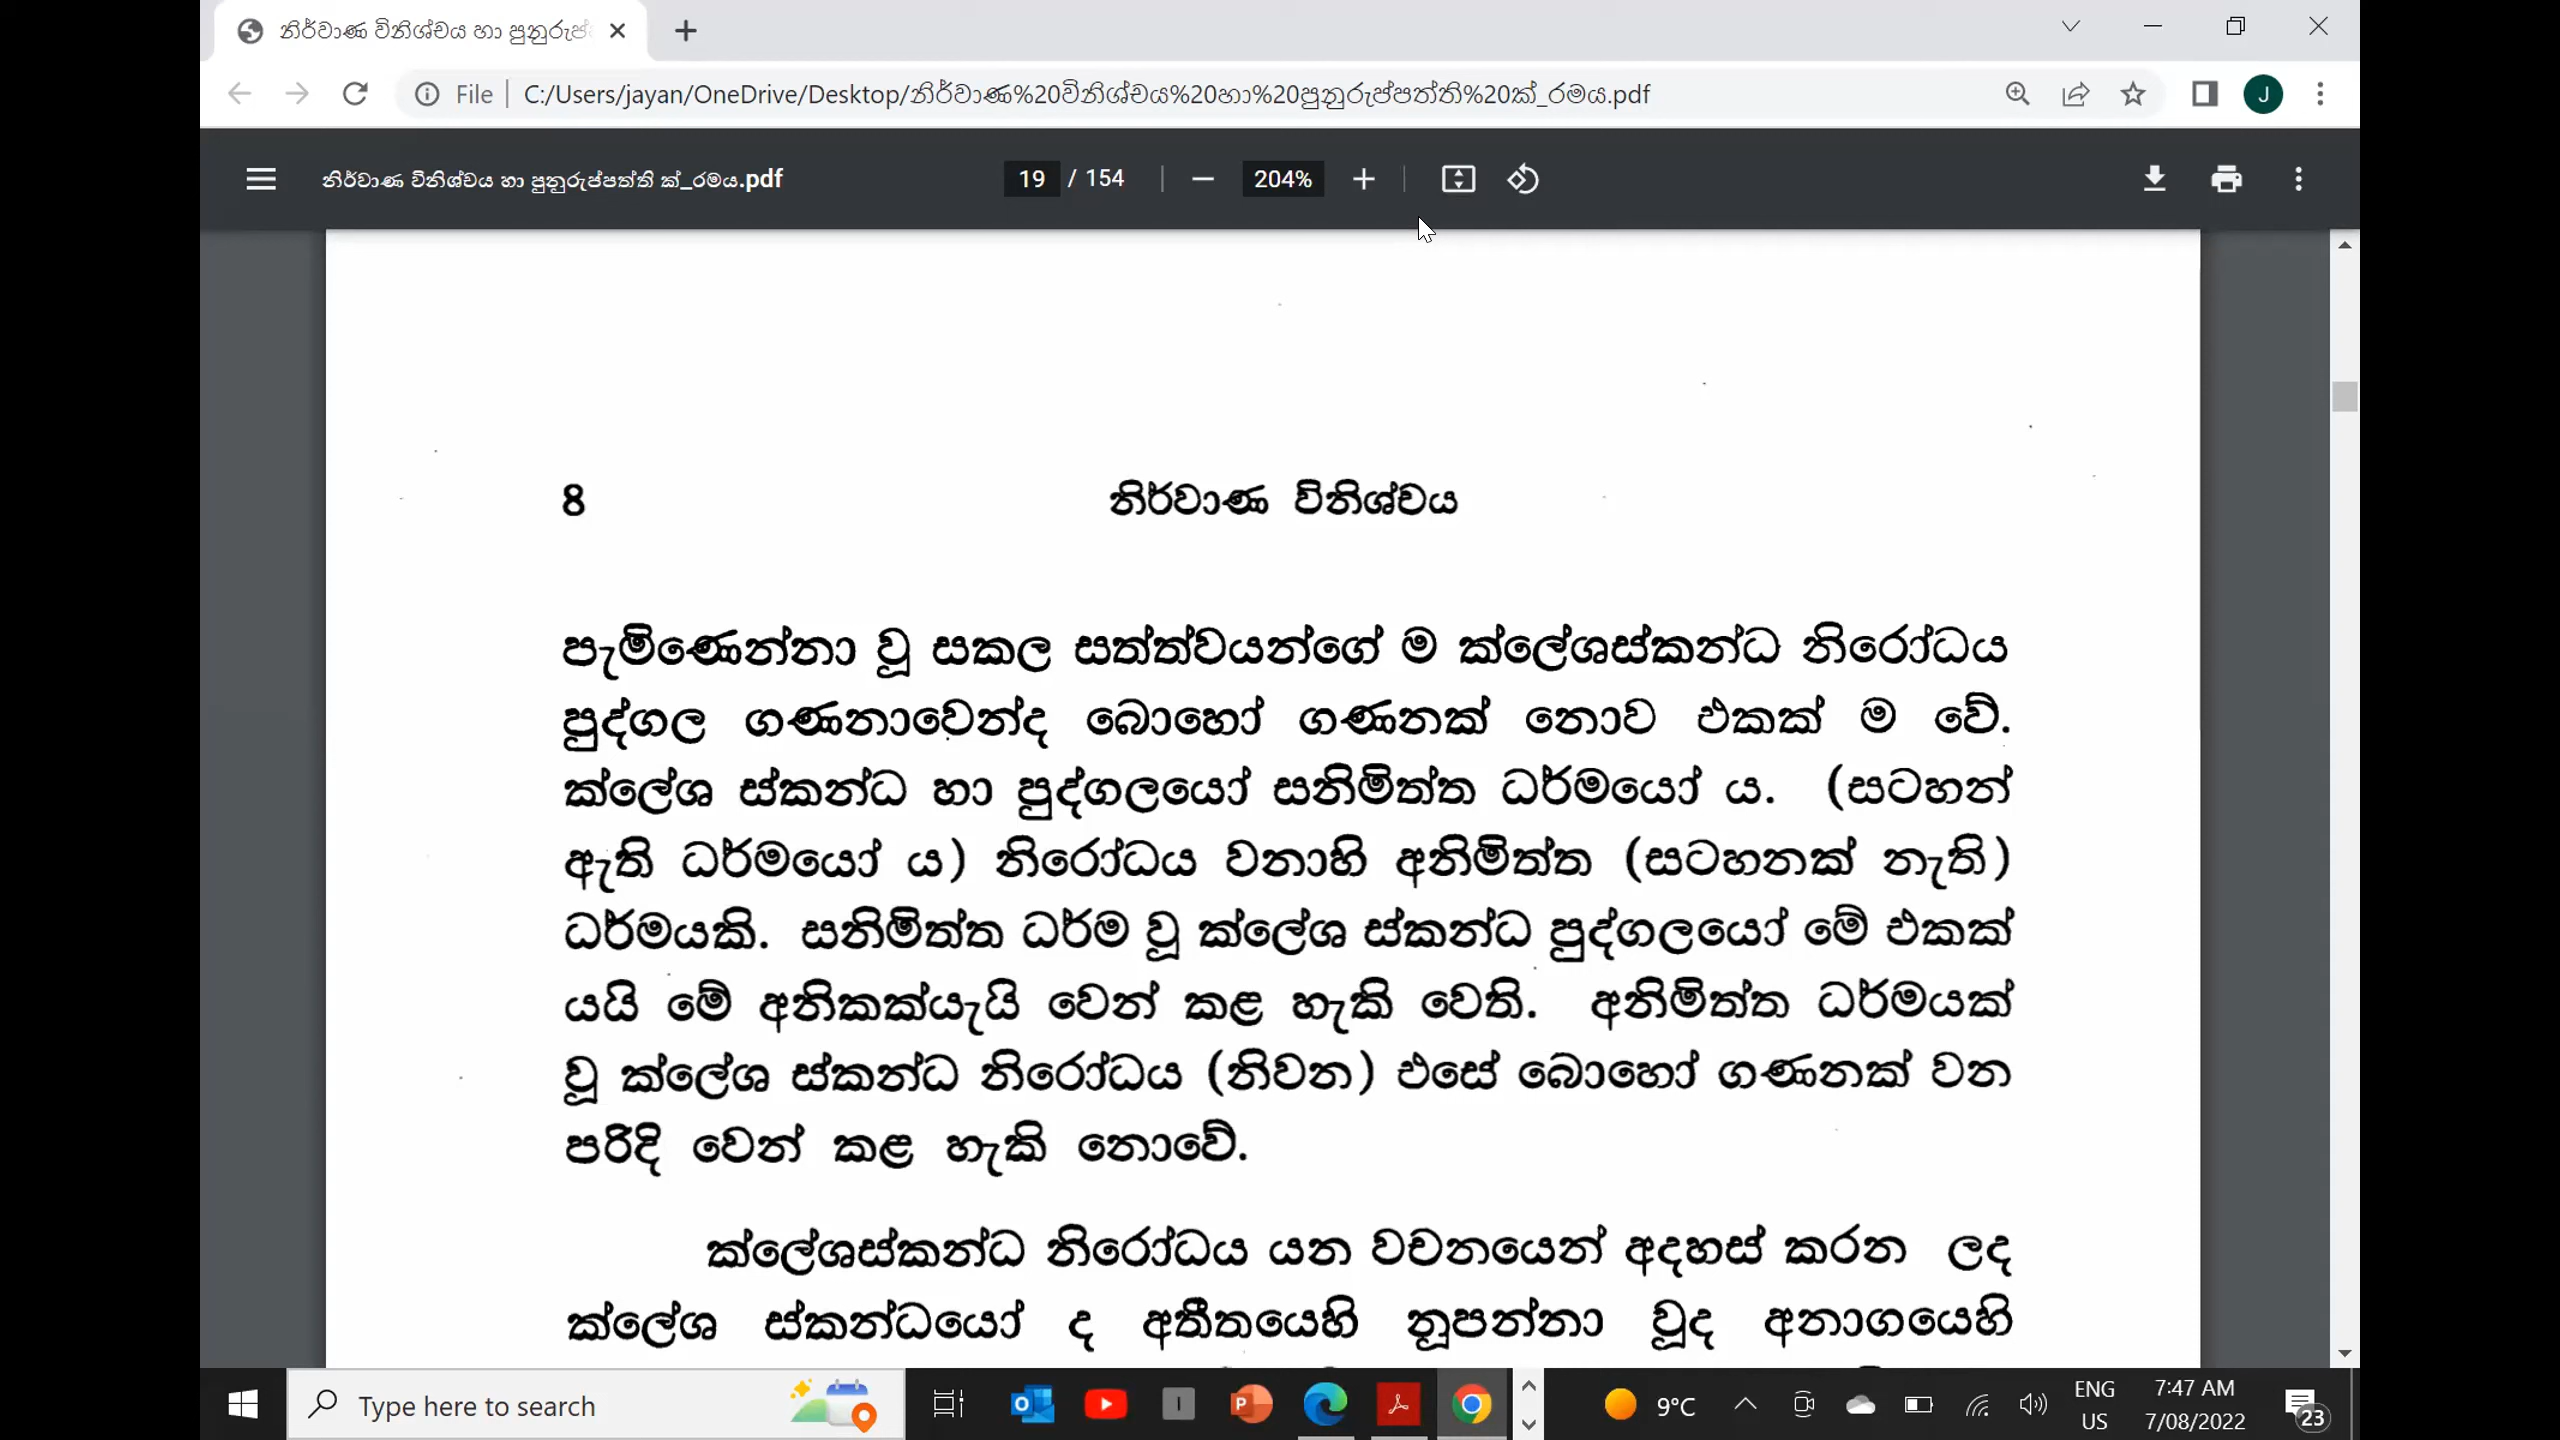 නිර්වාණ විනිශ්චය හා පුනුරුප්
File C:/Users/jayan/OneDrive/Desktop/නිර්වාණ%20විනිශ්චය%20හා%20පුනුරුප්පත්ති%20ක්_රමය.pdf
J
නිර්වාණ විනිශ්චය හා පුනුරුප්පත්ති ක්_රමය.pdf 19 / 154 204%
8 නිර්වාණ විනිශ්චය
පැමිණෙන්නා වූ සකල සත්ත්වයන්ගේ ම ක්ලේශස්කන්ධ නිරෝධය
පුද්ගල ගණනාවෙන්ද බොහෝ ගණනක් නොව එකක් ම වේ.
ක්ලේශ ස්කන්ධ හා පුද්ගලයෝ සනිමිත්ත ධර්මයෝ ය. (සටහන්
ඇති ධර්මයෝ ය) නිරෝධය වනාහි අනිමිත්ත (සටහනක් නැති)
ධර්මයකි. සනිමිත්ත ධර්ම වූ ක්ලේශ ස්කන්ධ පුද්ගලයෝ මේ එකක්
යයි මේ අනිකක්යැයි වෙන් කළ හැකි වෙති. අනිමිත්ත ධර්මයක්
වූ ක්ලේශ ස්කන්ධ නිරෝධය (නිවන) එසේ බොහෝ ගණනක් වන
පරිදි වෙන් කළ හැකි නොවේ.
ක්ලේශස්කන්ධ නිරෝධය යන වචනයෙන් අදහස් කරන ලද
ක්ලේශ ස්කන්ධයෝ ද අතීතයෙහි නූපන්නා වූද අනාගයෙහි
Type here to search
9°C
ENG
US
7:47 AM
7/08/2022
23